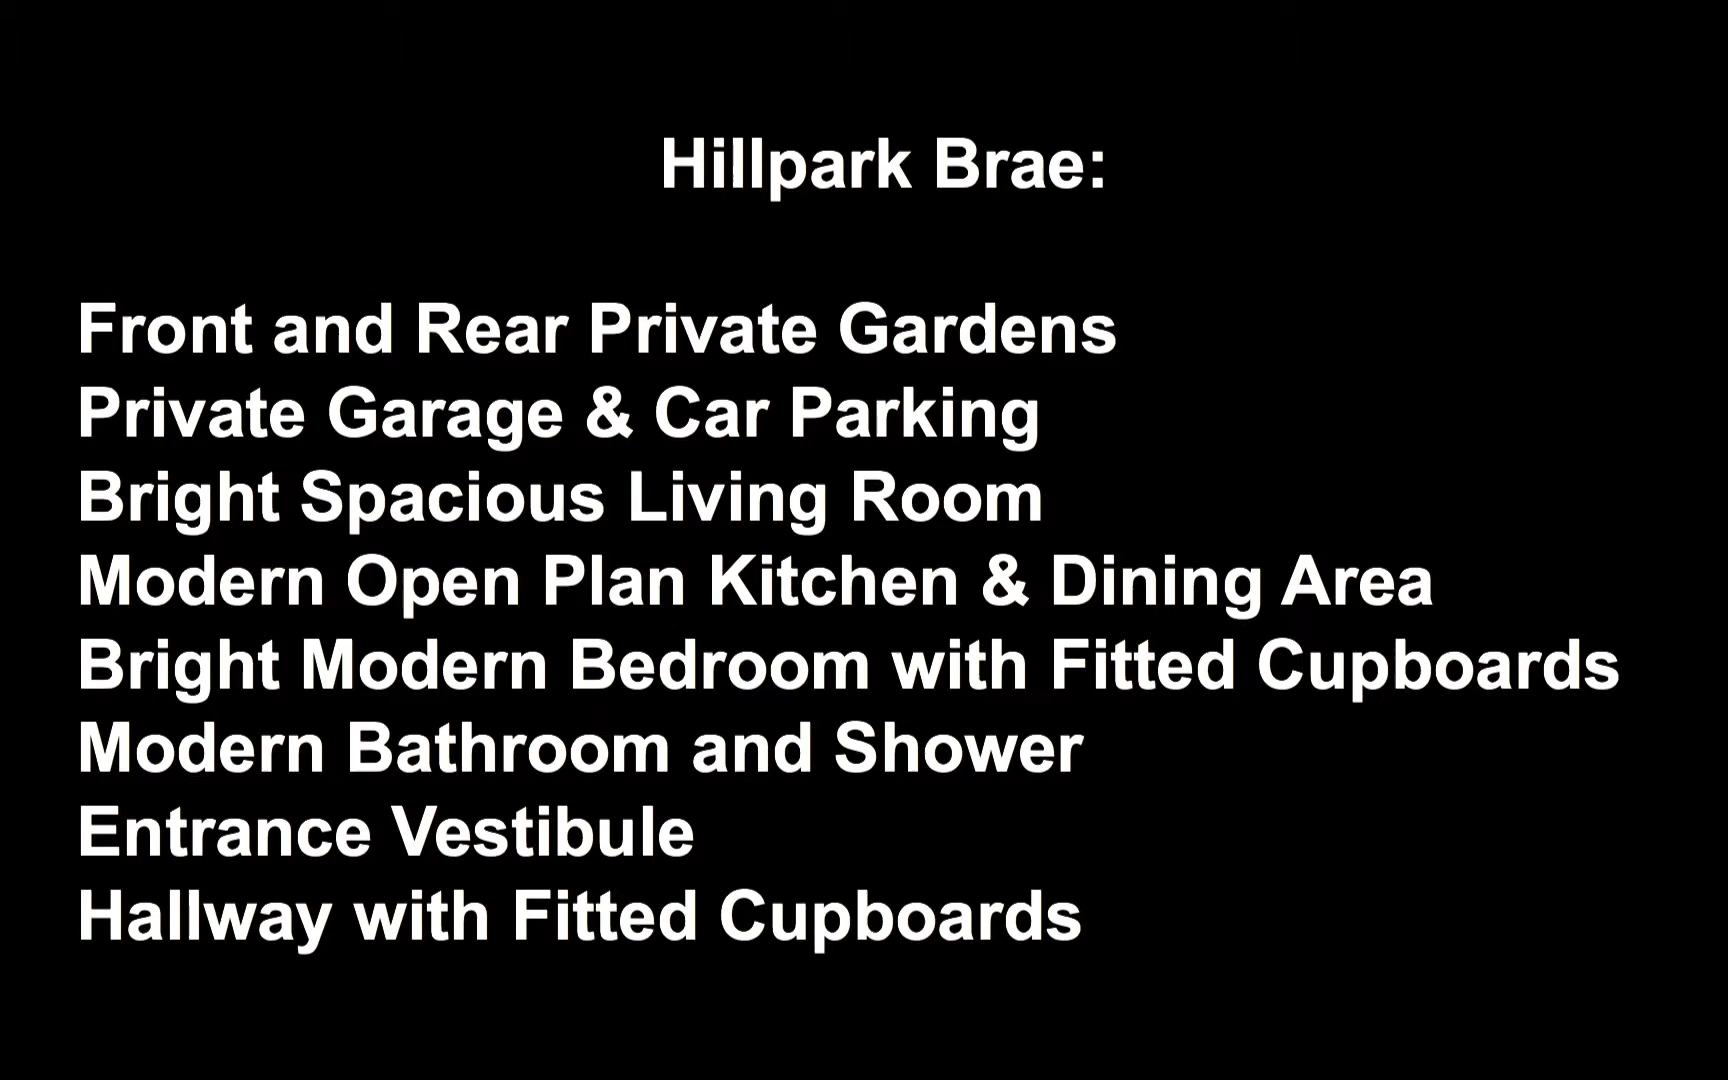 Hillpark Brae:
Front and Rear Private Gardens
Private Garage & Car Parking
Bright Spacious Living Room
Modern Open Plan Kitchen & Dining Area
Bright Modern Bedroom with Fitted Cupboards
Modern Bathroom and Shower
Entrance Vestibule
Hallway with Fitted Cupboards